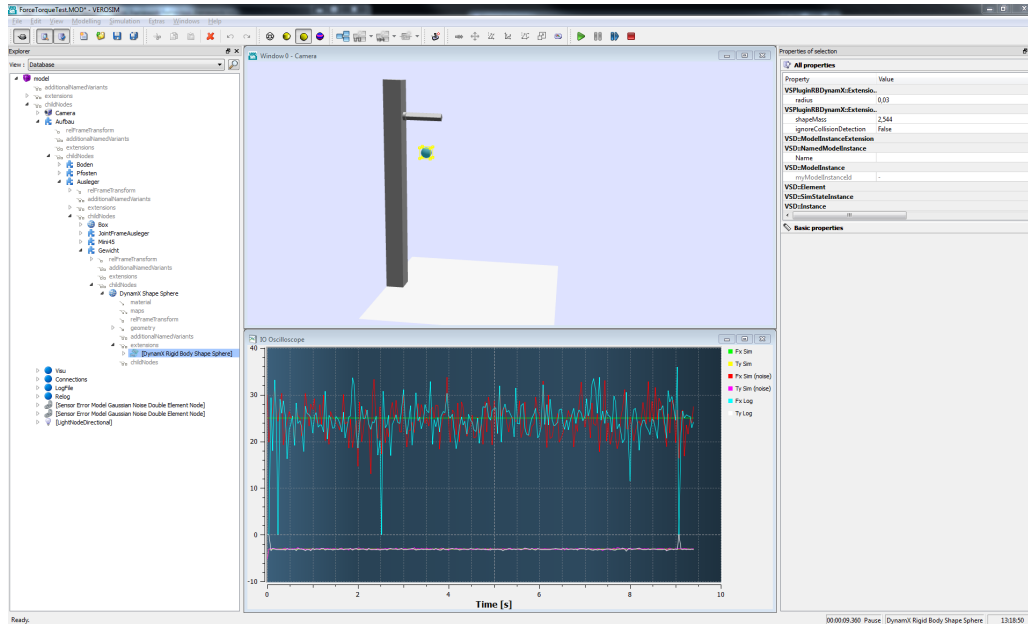 ForceTorqueTest.MOD* - VEROSIM
File Edit View Modelling Simulation Extras Windows Help
Explorer
View : Database
model
additionalNamedVariants
extensions
childNodes
Camera
Aufbau
relFrameTransform
additionalNamedVariants
extensions
childNodes
Boden
Pfosten
Ausleger
relFrameTransform
additionalNamedVariants
extensions
childNodes
Box
JointFrameAusleger
Mini45
Gewicht
relFrameTransform
additionalNamedVariants
extensions
childNodes
DynamX Shape Sphere
material
maps
relFrameTransform
geometry
additionalNamedVariants
extensions
[DynamX Rigid Body Shape Sphere]
childNodes
Visu
Connections
LogFile
Relog
[Sensor Error Model Gaussian Noise Double Element Node]
[Sensor Error Model Gaussian Noise Double Element Node]
[LightNodeDirectional]
Window 0 - Camera
IO Oscilloscope
40
30
20
10
0
-10
0 2 4 6 8 10
Time [s]
Fx Sim
Ty Sim
Fx Sim (noise)
Ty Sim (noise)
Fx Log
Ty Log
Properties of selection
All properties
Property Value
VSPluginRBDynamX::Extensio..
radius 0,03
VSPluginRBDynamX::Extensio..
shapeMass 2,544
ignoreCollisionDetection False
VSD::ModelInstanceExtension
VSD::NamedModelInstance
Name
VSD::ModelInstance
myModelInstanceId -
VSD::Element
VSD::SimStateInstance
VSD::Instance
Basic properties
Ready.
00:00:09.360 Pause DynamX Rigid Body Shape Sphere 13:18:50